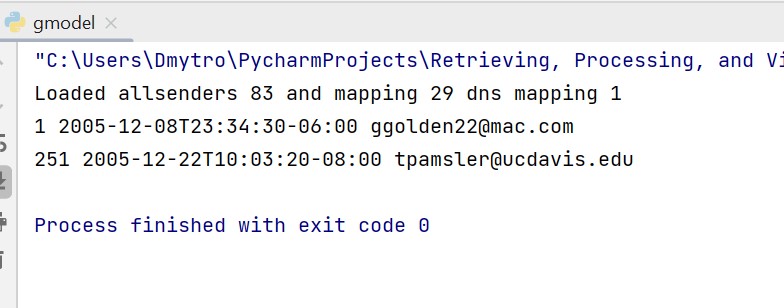 gmodel
"C:\Users\Dmytro\PycharmProjects\Retrieving, Processing, and
Loaded allsenders 83 and mapping 29 dns mapping 1
1 2005-12-08T23:34:30-06:00 ggolden22@mac.com
251 2005-12-22T10:03:20-08:00 tpamsler@ucdavis.edu
Process finished with exit code 0